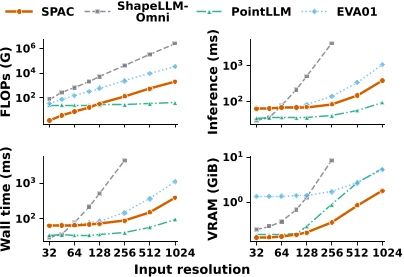 SPAC ShapeLLM-Omni PointLLM EVA01
FLOPs (G)
10^6
10^4
10^2
Inference (ms)
10^3
10^2
Wall time (ms)
10^3
10^2
32 64 128 256 512 1024
VRAM (GiB)
10^1
10^0
32 64 128 256 512 1024
Input resolution